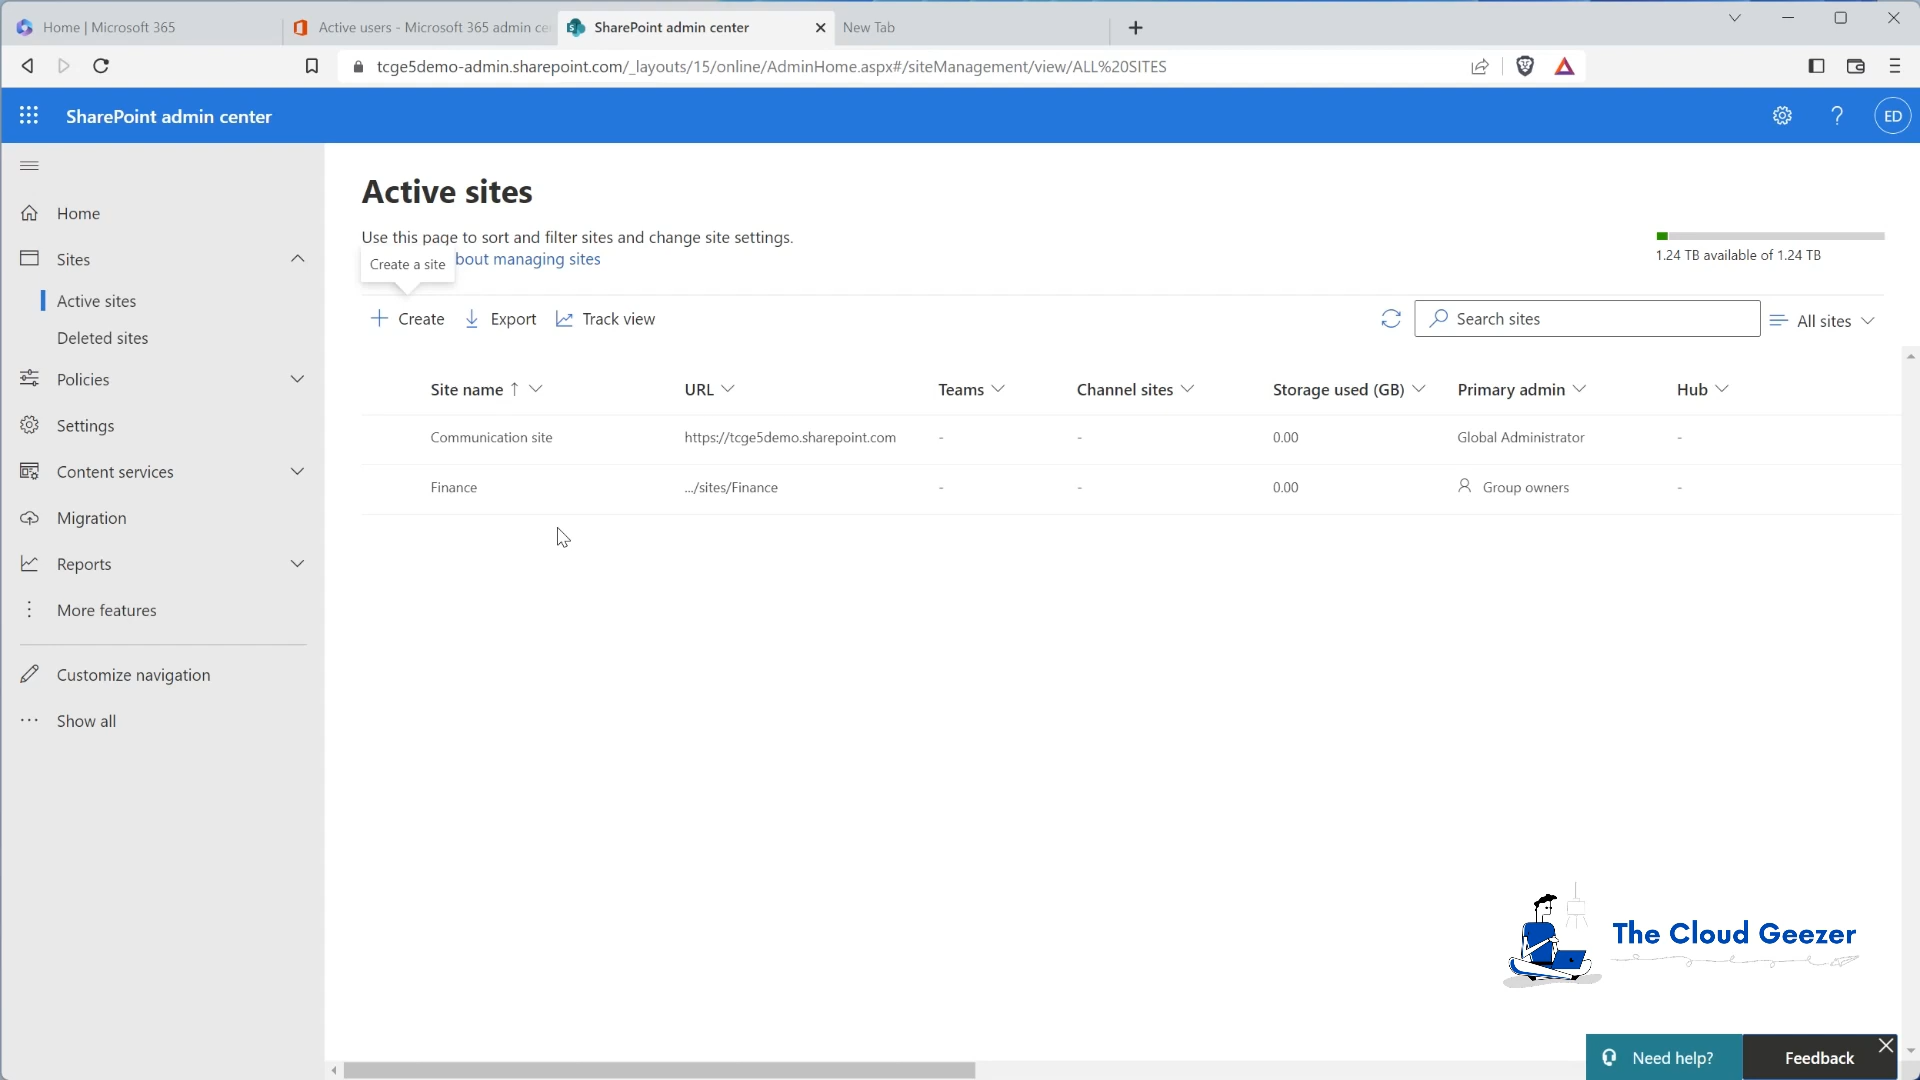 Home | Microsoft 365
Active users - Microsoft 365 admin ce
SharePoint admin center
New Tab
tcge5demo-admin.sharepoint.com/_layouts/15/online/AdminHome.aspx#/siteManagement/view/ALL%20SITES
SharePoint admin center
ED
Home
Sites
Active sites
Deleted sites
Policies
Settings
Content services
Migration
Reports
More features
Customize navigation
Show all
Active sites
Use this page to sort and filter sites and change site settings.
bout managing sites
Create a site
1.24 TB available of 1.24 TB
Create Export Track view
Search sites
All sites
Site name URL Teams Channel sites Storage used (GB) Primary admin Hub
Communication site https://tcge5demo.sharepoint.com - - 0.00 Global Administrator -
Finance .../sites/Finance - - 0.00 Group owners -
The Cloud Geezer
Need help?
Feedback